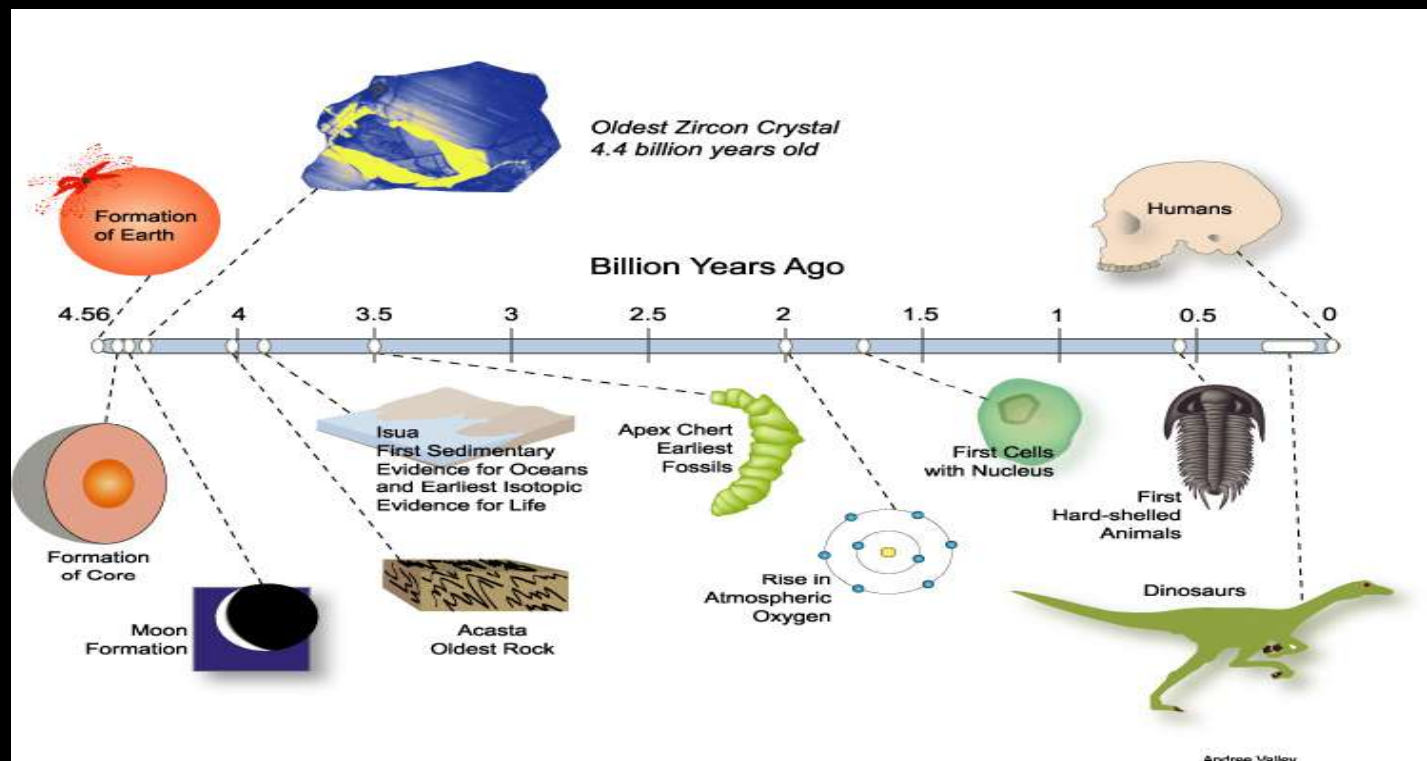 Oldest Zircon Crystal
4.4 billion years old
Formation
of Earth
Humans
Billion Years Ago
4.56 4 3.5 3 2.5 2 1.5 1 0.5 0
Isua
First Sedimentary
Evidence for Oceans
and Earliest Isotopic
Evidence for Life
Apex Chert
Earliest
Fossils
First Cells
with Nucleus
First
Hard-shelled
Animals
Formation
of Core
Moon
Formation
Acasta
Oldest Rock
Rise in
Atmospheric
Oxygen
Dinosaurs
Andree Valley